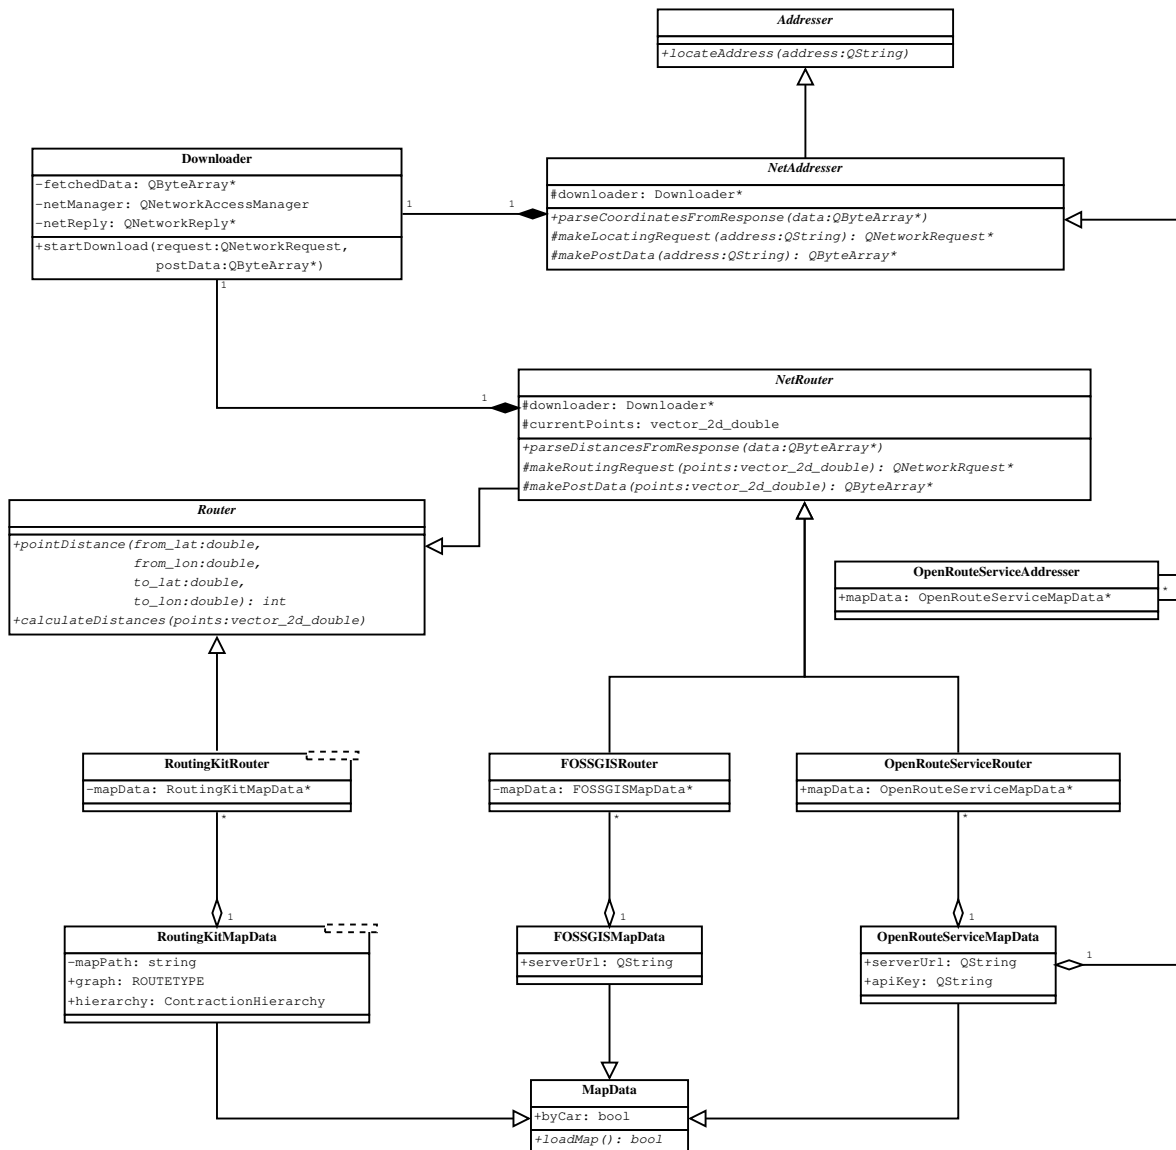 Addresser
+locateAddress(address:QString)
Downloader
-fetchedData: QByteArray*
-netManager: QNetworkAccessManager
-netReply: QNetworkReply*
+startDownload(request:QNetworkRequest,
postData:QByteArray*)
1
1
1
NetAddresser
#downloader: Downloader*
+parseCoordinatesFromResponse(data:QByteArray*)
#makeLocatingRequest(address:QString): QNetworkRequest*
#makePostData(address:QString): QByteArray*
1
NetRouter
#downloader: Downloader*
#currentPoints: vector_2d_double
+parseDistancesFromResponse(data:QByteArray*)
#makeRoutingRequest(points:vector_2d_double): QNetworkRquest*
#makePostData(points:vector_2d_double): QByteArray*
Router
+pointDistance(from_lat:double,
from_lon:double,
to_lat:double,
to_lon:double): int
+calculateDistances(points:vector_2d_double)
OpenRouteServiceAddresser
+mapData: OpenRouteServiceMapData*
*
RoutingKitRouter
-mapData: RoutingKitMapData*
*
FOSSGISRouter
-mapData: FOSSGISMapData*
*
OpenRouteServiceRouter
+mapData: OpenRouteServiceMapData*
*
1
1
1
RoutingKitMapData
-mapPath: string
+graph: ROUTETYPE
+hierarchy: ContractionHierarchy
FOSSGISMapData
+serverUrl: QString
OpenRouteServiceMapData
+serverUrl: QString
+apiKey: QString
1
MapData
+byCar: bool
+loadMap(): bool